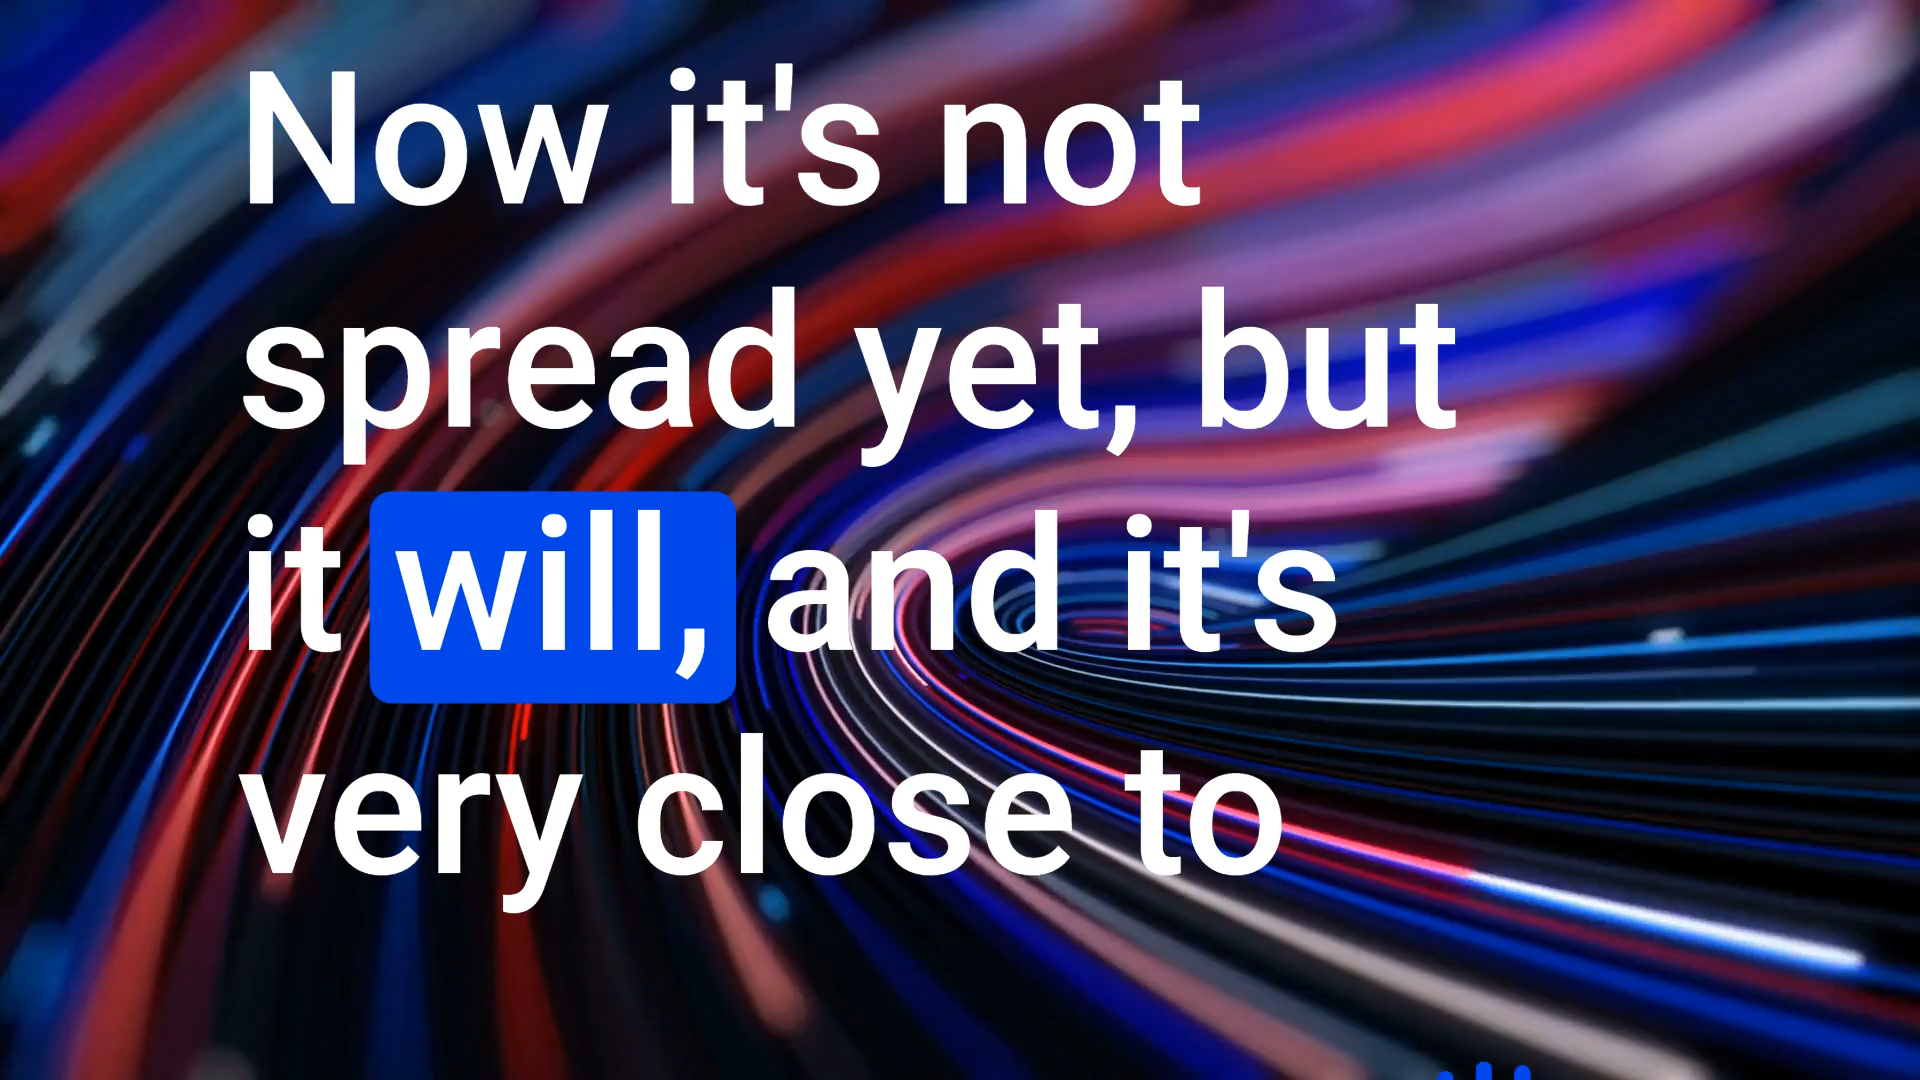 Now it's not
spread yet, but
it will, and it's
very close to